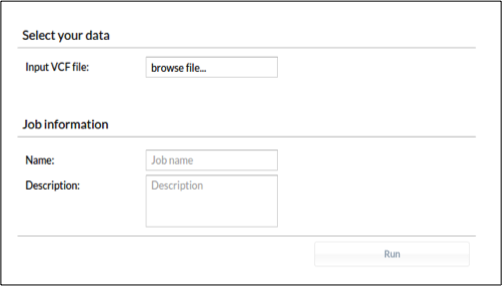 Select your data
Input VCF file: browse file...
Job information
Name: Job name
Description: Description
Run